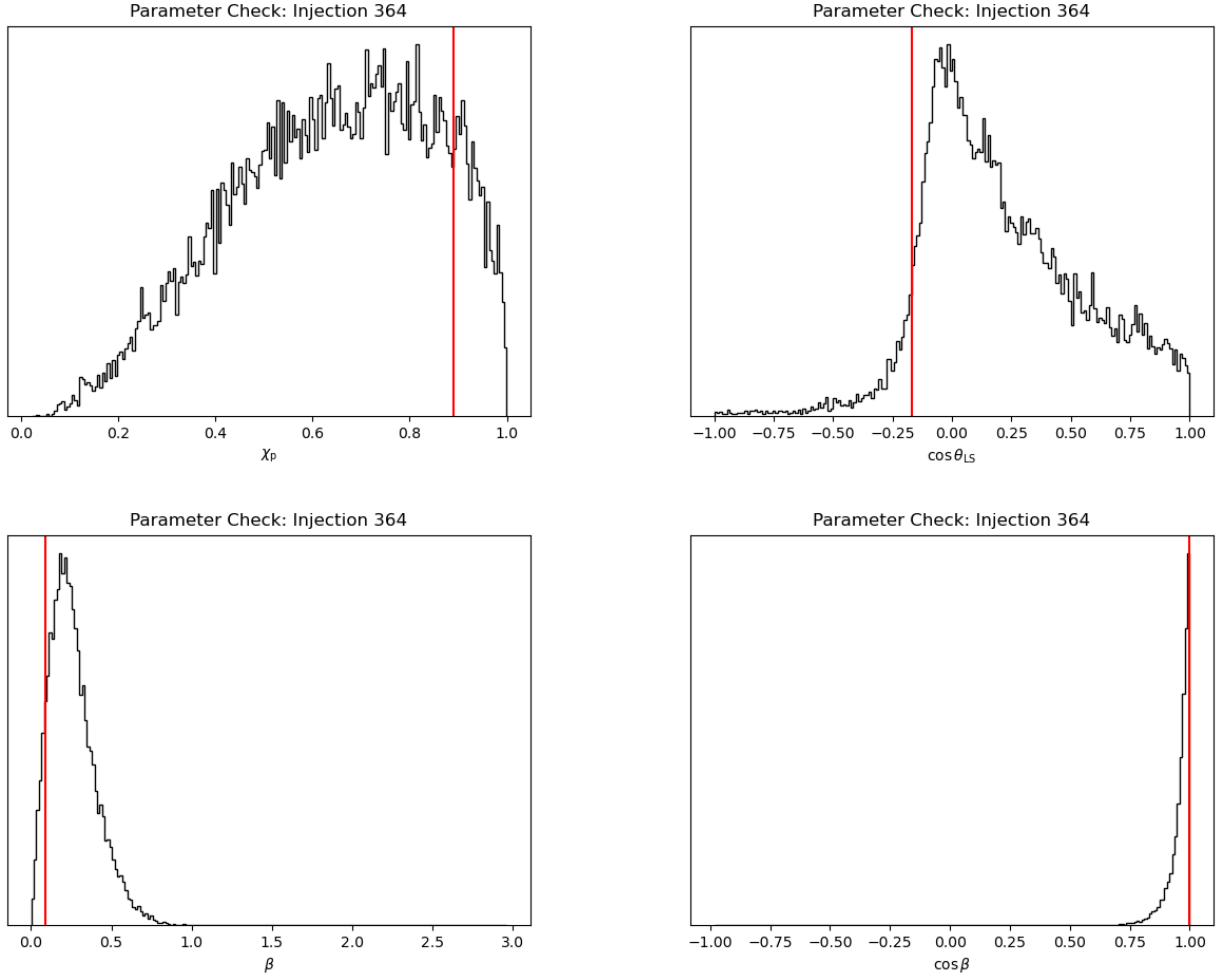 Parameter Check: Injection 364
0.0 0.2 0.4 0.6 0.8 1.0
χp
Parameter Check: Injection 364
−1.00 −0.75 −0.50 −0.25 0.00 0.25 0.50 0.75 1.00
cos θLS
Parameter Check: Injection 364
0.0 0.5 1.0 1.5 2.0 2.5 3.0
β
Parameter Check: Injection 364
−1.00 −0.75 −0.50 −0.25 0.00 0.25 0.50 0.75 1.00
cos β